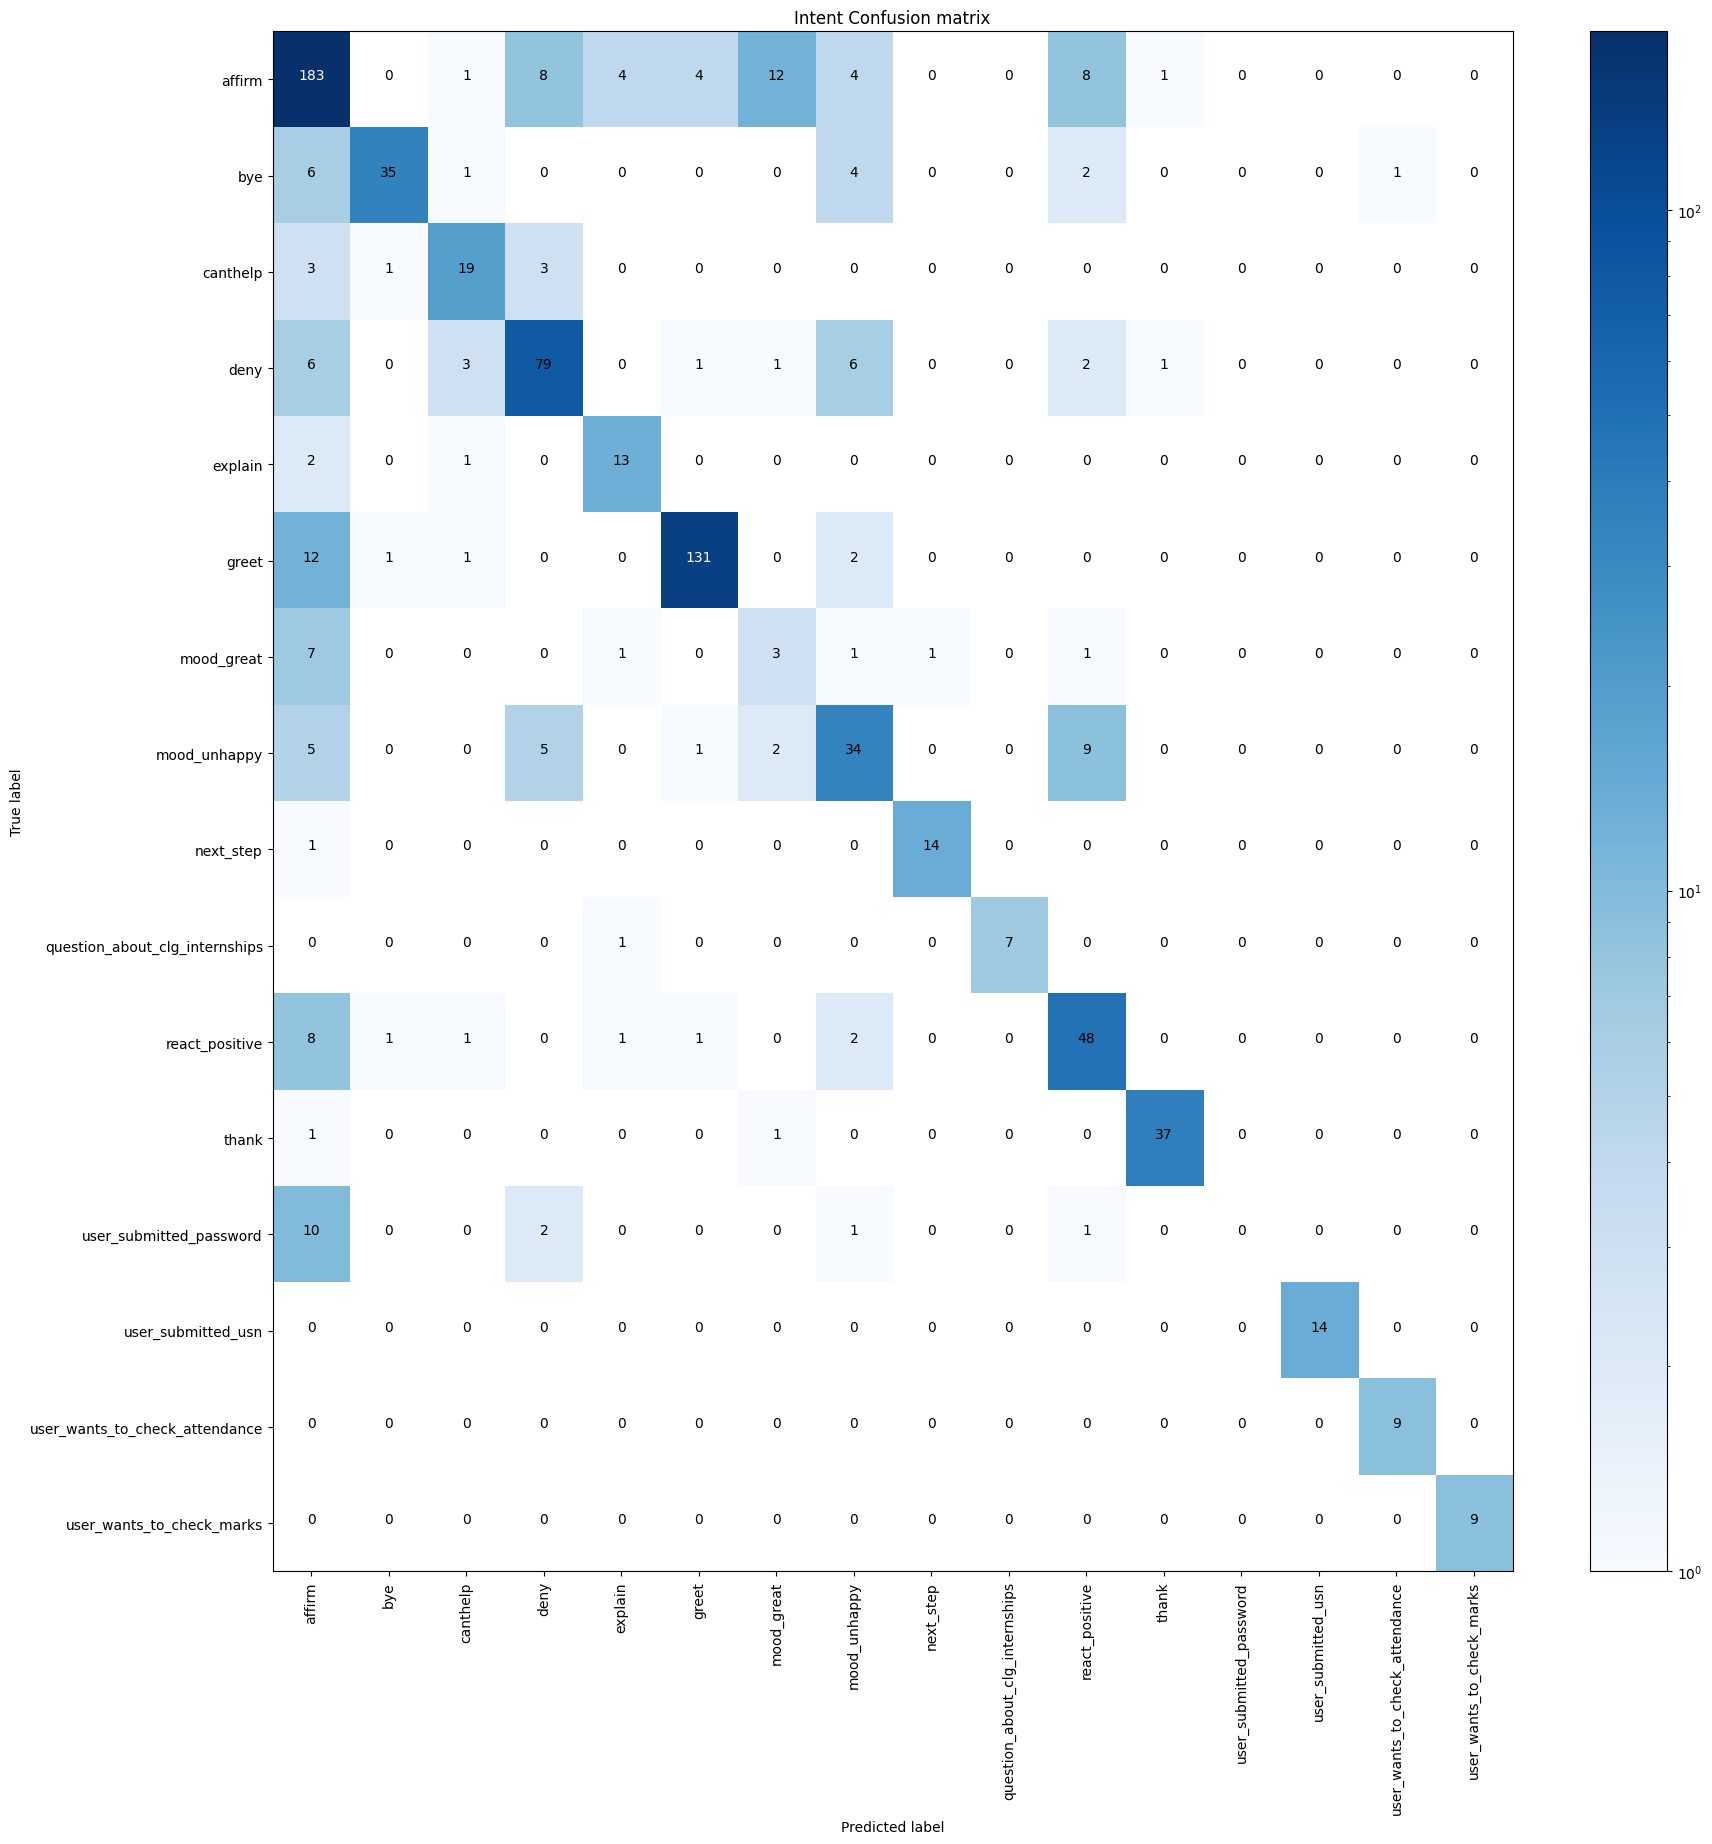 Intent Confusion matrix
affirm 183 0 1 8 4 4 12 4 0 0 8 1 0 0 0 0
bye 6 35 1 0 0 0 0 4 0 0 2 0 0 0 1 0
canthelp 3 1 19 3 0 0 0 0 0 0 0 0 0 0 0 0
deny 6 0 3 79 0 1 1 6 0 0 2 1 0 0 0 0
explain 2 0 1 0 13 0 0 0 0 0 0 0 0 0 0 0
greet 12 1 1 0 0 131 0 2 0 0 0 0 0 0 0 0
mood_great 7 0 0 0 1 0 3 1 1 0 1 0 0 0 0 0
mood_unhappy 5 0 0 5 0 1 2 34 0 0 9 0 0 0 0 0
next_step 1 0 0 0 0 0 0 0 14 0 0 0 0 0 0 0
question_about_clg_internships 0 0 0 0 1 0 0 0 0 7 0 0 0 0 0 0
react_positive 8 1 1 0 1 1 0 2 0 0 48 0 0 0 0 0
thank 1 0 0 0 0 0 1 0 0 0 0 37 0 0 0 0
user_submitted_password 10 0 0 2 0 0 0 1 0 0 1 0 0 0 0 0
user_submitted_usn 0 0 0 0 0 0 0 0 0 0 0 0 0 14 0 0
user_wants_to_check_attendance 0 0 0 0 0 0 0 0 0 0 0 0 0 0 9 0
user_wants_to_check_marks 0 0 0 0 0 0 0 0 0 0 0 0 0 0 0 9
True label
affirm
bye
canthelp
deny
explain
greet
mood_great
mood_unhappy
next_step
question_about_clg_internships
react_positive
thank
user_submitted_password
user_submitted_usn
user_wants_to_check_attendance
user_wants_to_check_marks
Predicted label
10²
10¹
10⁰